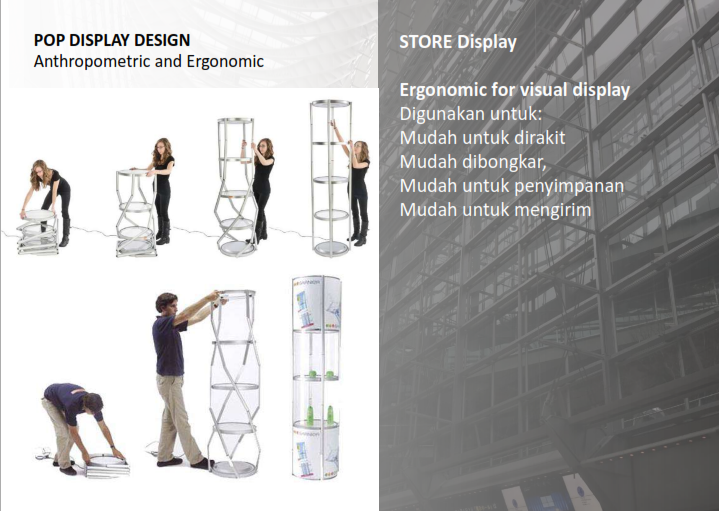 POP DISPLAY DESIGN
Anthropometric and Ergonomic
STORE Display
Ergonomic for visual display
Digunakan untuk:
Mudah untuk dirakit
Mudah dibongkar,
Mudah untuk penyimpanan
Mudah untuk mengirim